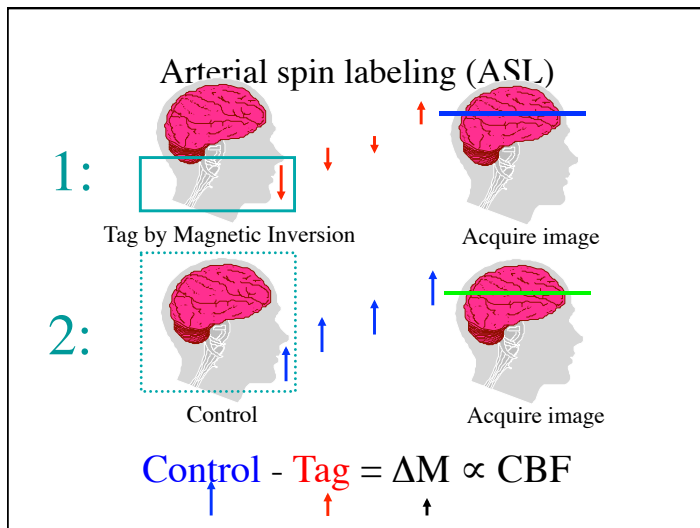 Arterial spin labeling (ASL)
1:
Tag by Magnetic Inversion
Acquire image
2:
Control
Acquire image
Control - Tag = ΔM ∝ CBF